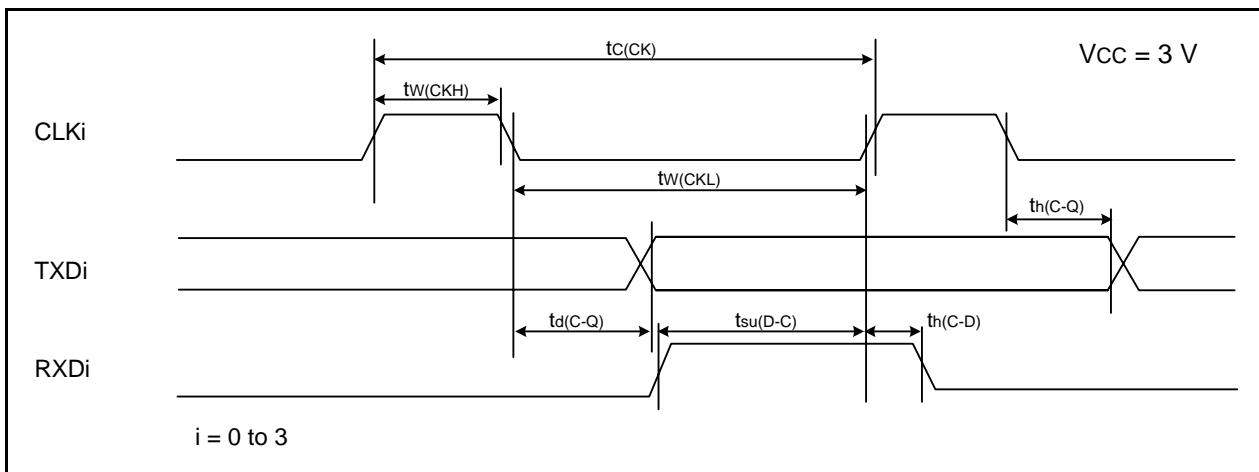 tC(CK)
VCC = 3 V
tW(CKH)
CLKi
tW(CKL)
th(C-Q)
TXDi
td(C-Q)
tsu(D-C)
th(C-D)
RXDi
i = 0 to 3